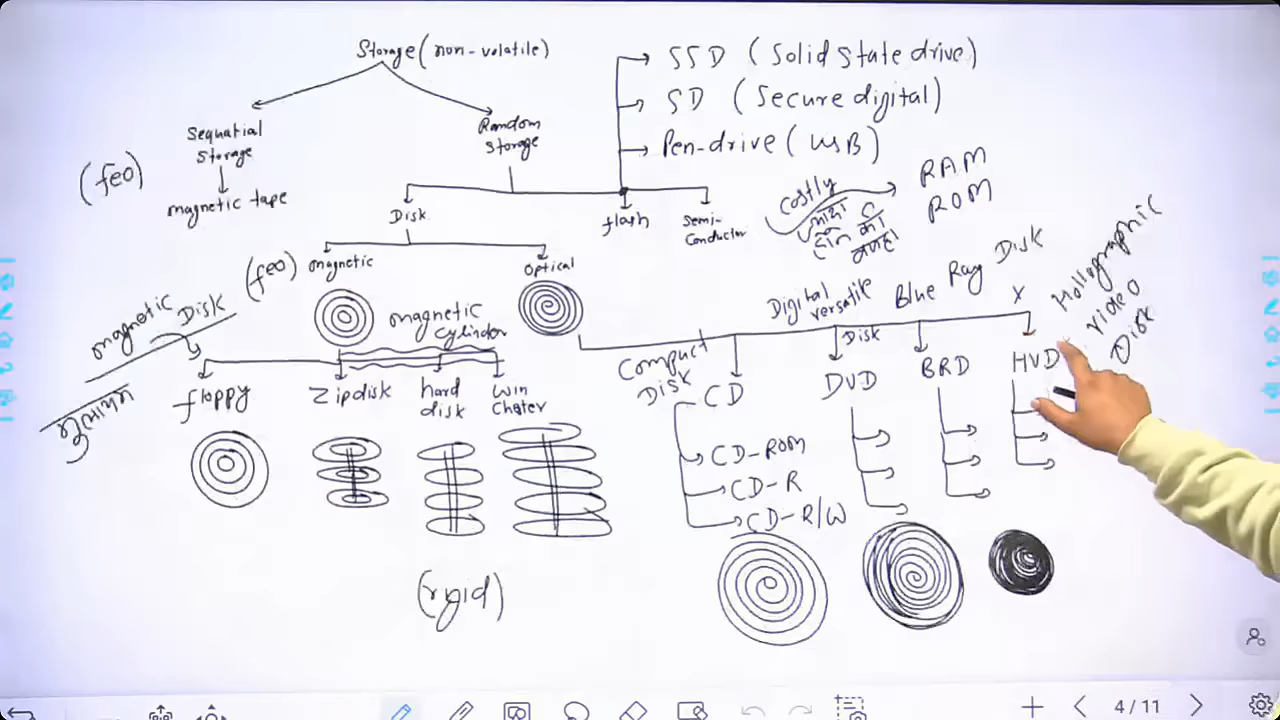 Storage (non-volatile)
Sequatial
Storage
magnetic tape
(feo)
Random
Storage
Disk
flash
Semi-
Conductor
SSD (Solid State drive)
SD (Secure digital)
Pen-drive (USB)
Costly
RAM
ROM
(feo)
magnetic
Optical
magnetic Disk
magnetic
cylinder
floppy
Zipdisk
hard
disk
Win
Chater
(rgid)
Compuct
Disk
CD
CD-ROM
CD-R
CD-R/W
Digital
versatile
Disk
DVD
Blue Ray Disk
BRD
X
HVD
Hollographic
video
Disk
4/11